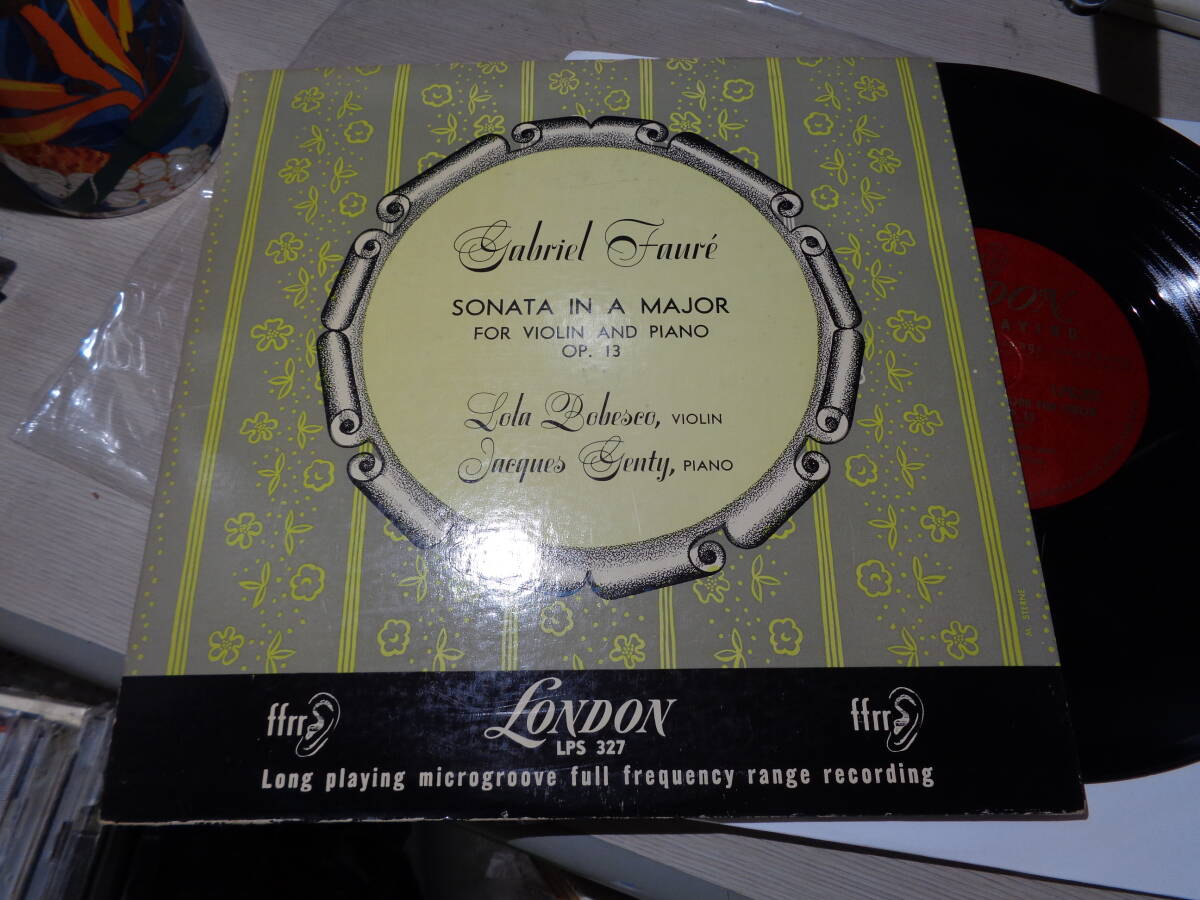 Gabriel Fauré
SONATA IN A MAJOR
FOR VIOLIN AND PIANO
OP. 13
Lola Bobesco, VIOLIN
Jacques Genty, PIANO
M STERNE
ffrr
LONDON
ffrr
LPS 327
Long playing microgroove full frequency range recording